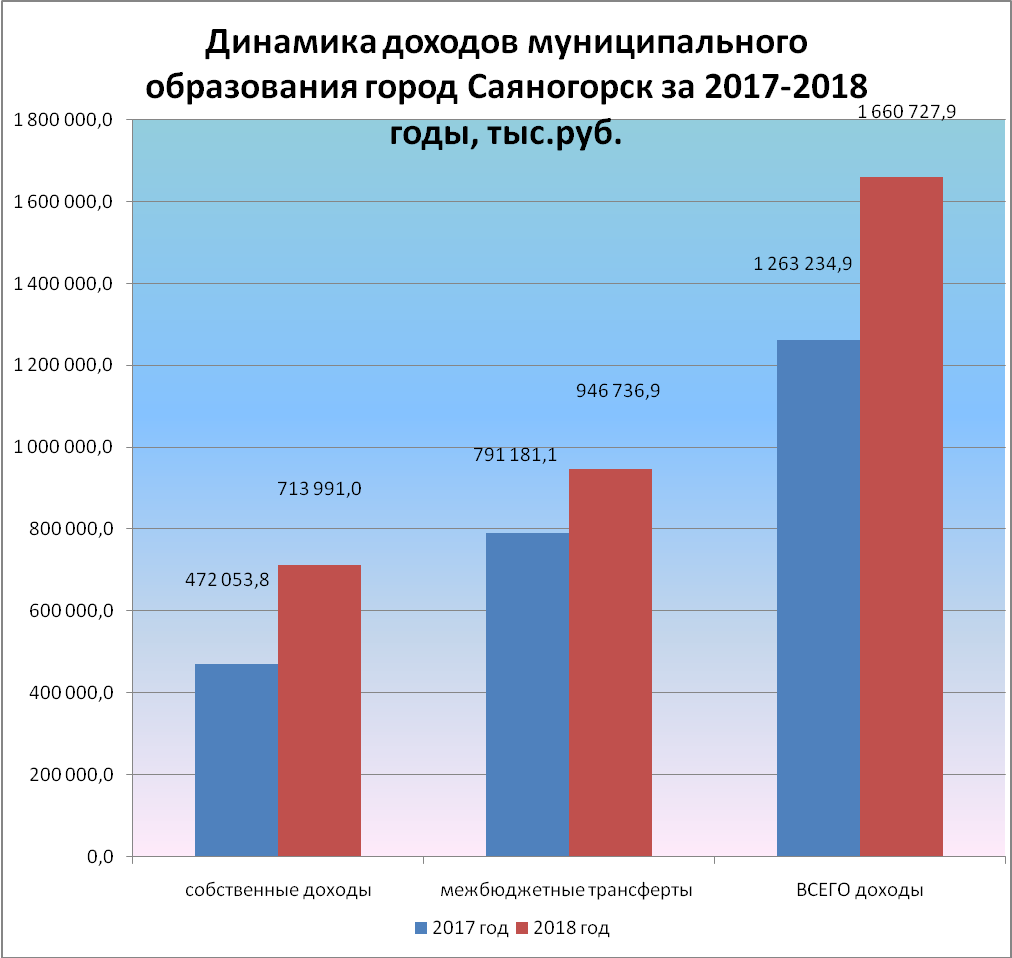 Динамика доходов муниципального
образования город Саяногорск за 2017-2018
годы, тыс.руб.
1 800 000,0
1 600 000,0
1 400 000,0
1 200 000,0
1 000 000,0
800 000,0
600 000,0
400 000,0
200 000,0
0,0
472 053,8
713 991,0
791 181,1
946 736,9
1 263 234,9
1 660 727,9
собственные доходы
межбюджетные трансферты
ВСЕГО доходы
2017 год
2018 год